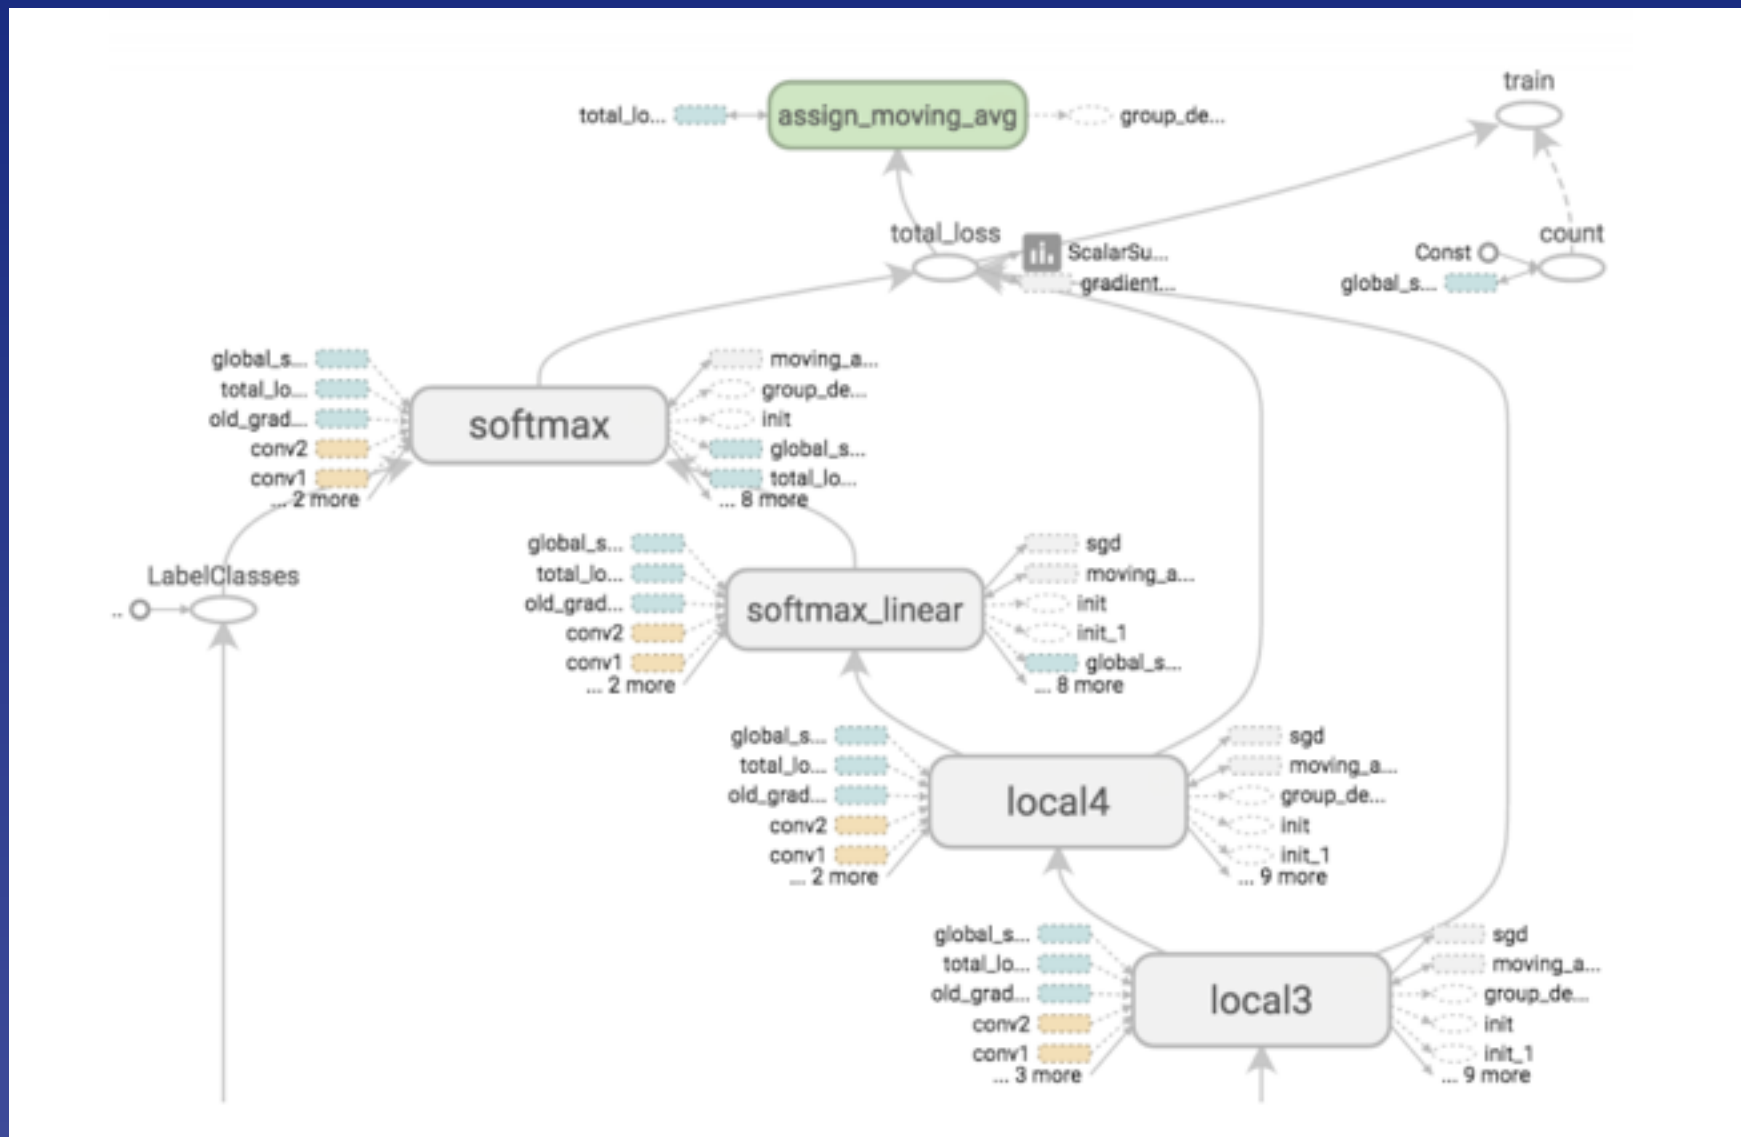 train
total_lo...
assign_moving_avg
group_de...
total_loss
ScalarSu...
gradient...
count
Const
global_s...
global_s...
total_lo...
old_grad...
conv2
conv1
... 2 more
softmax
moving_a...
group_de...
init
global_s...
total_lo...
... 8 more
LabelClasses
..
global_s...
total_lo...
old_grad...
conv2
conv1
... 2 more
softmax_linear
sgd
moving_a...
init
init_1
global_s...
... 8 more
global_s...
total_lo...
old_grad...
conv2
conv1
... 2 more
local4
sgd
moving_a...
group_de...
init
init_1
... 9 more
global_s...
total_lo...
old_grad...
conv2
conv1
... 3 more
local3
sgd
moving_a...
group_de...
init
init_1
... 9 more